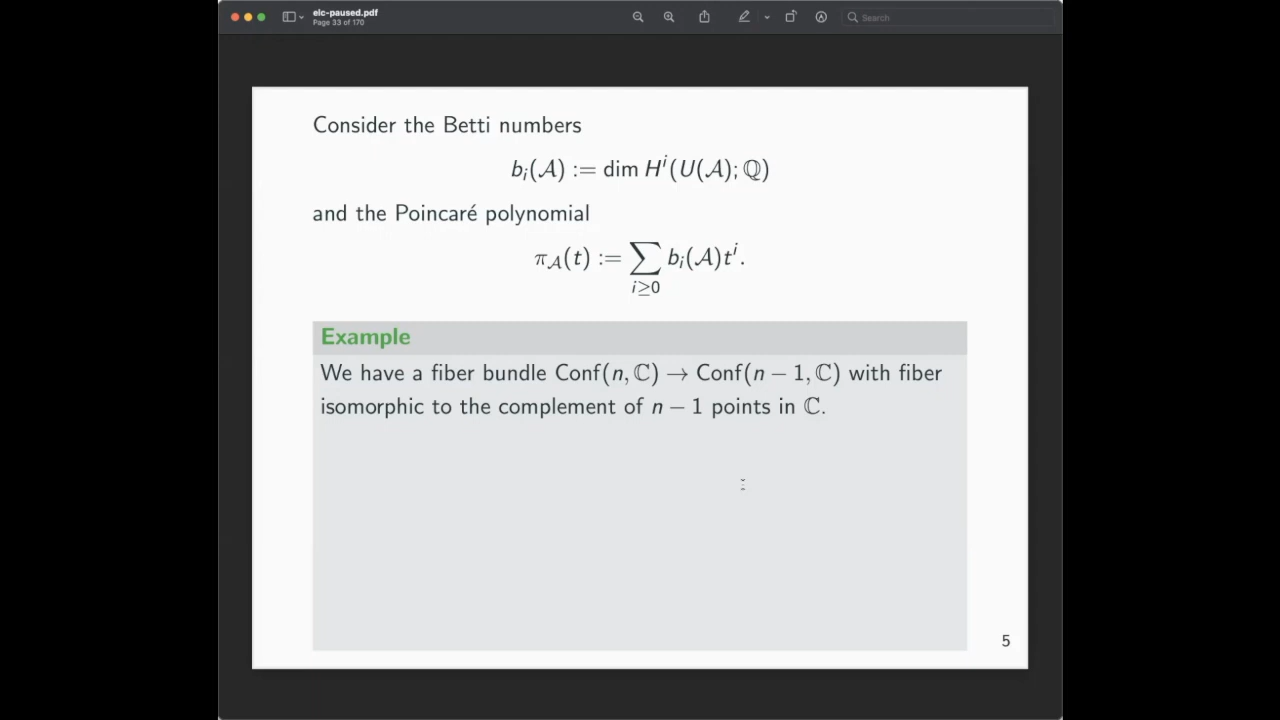 elc-paused.pdf
Page 33 of 170
Search
Consider the Betti numbers
b_i(𝒜) := dim H^i(U(𝒜); ℚ)
and the Poincaré polynomial
π_𝒜(t) := ∑_{i≥0} b_i(𝒜)t^i.
Example
We have a fiber bundle Conf(n, ℂ) → Conf(n − 1, ℂ) with fiber
isomorphic to the complement of n − 1 points in ℂ.
5